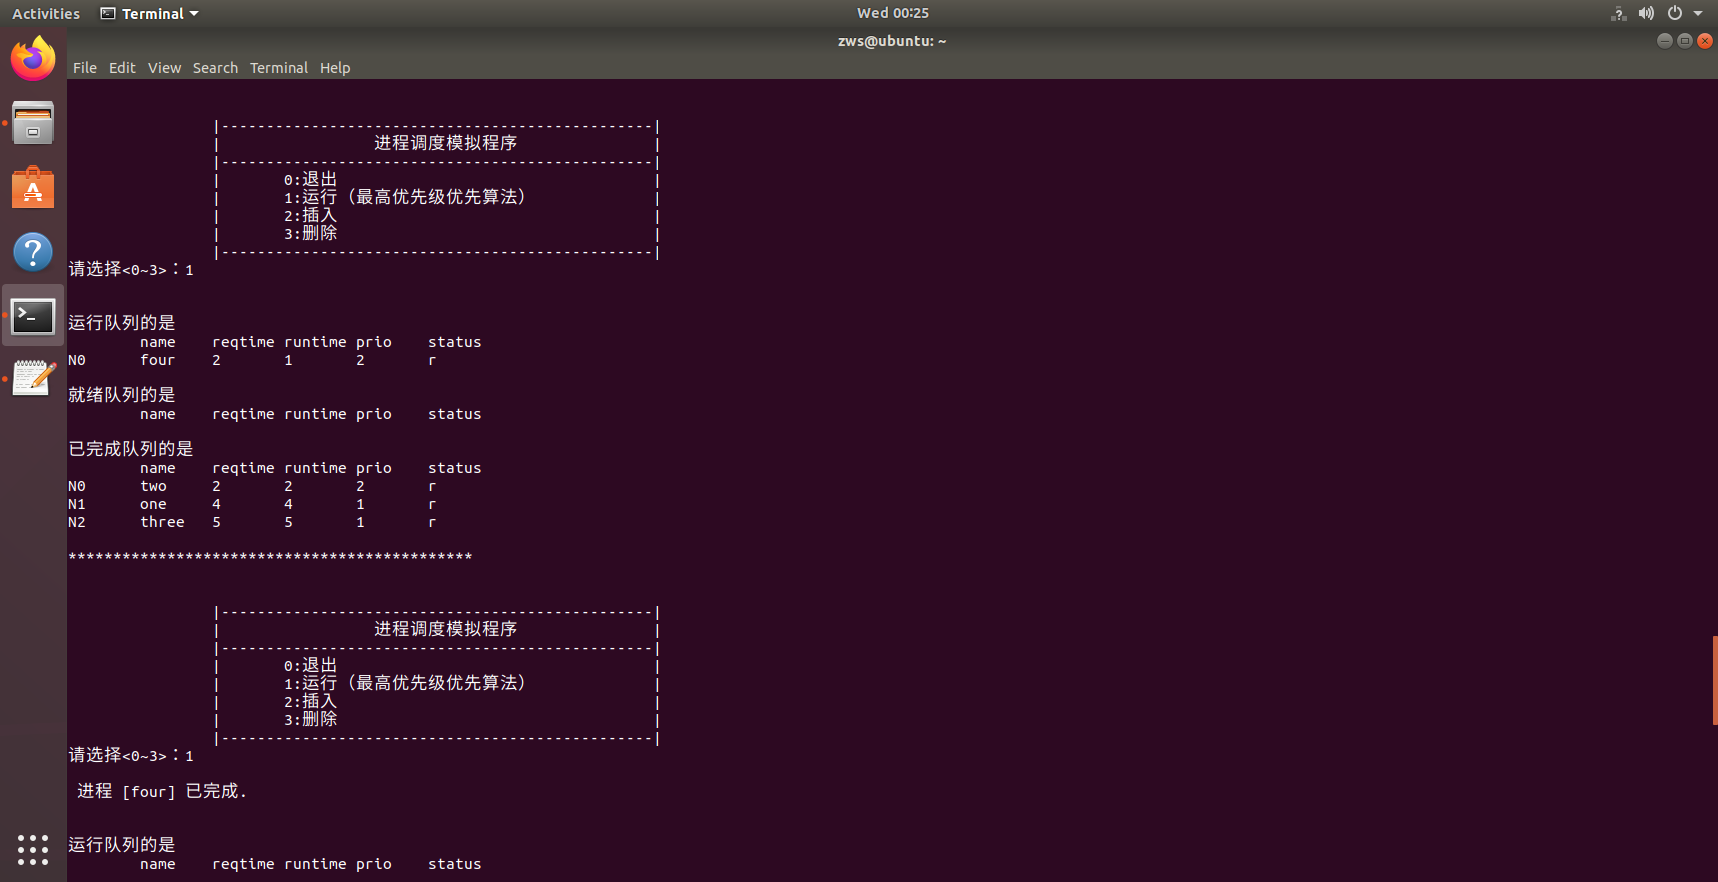 Activities Terminal Wed 00:25
zws@ubuntu: ~
File Edit View Search Terminal Help
|------------------------------------------------|
| 进程调度模拟程序 |
|------------------------------------------------|
| 0:退出 |
| 1:运行（最高优先级优先算法） |
| 2:插入 |
| 3:删除 |
|------------------------------------------------|
请选择<0~3>：1
运行队列的是
name reqtime runtime prio status
N0 four 2 1 2 r
就绪队列的是
name reqtime runtime prio status
已完成队列的是
name reqtime runtime prio status
N0 two 2 2 2 r
N1 one 4 4 1 r
N2 three 5 5 1 r
*********************************************
|------------------------------------------------|
| 进程调度模拟程序 |
|------------------------------------------------|
| 0:退出 |
| 1:运行（最高优先级优先算法） |
| 2:插入 |
| 3:删除 |
|------------------------------------------------|
请选择<0~3>：1
进程 [four] 已完成.
运行队列的是
name reqtime runtime prio status